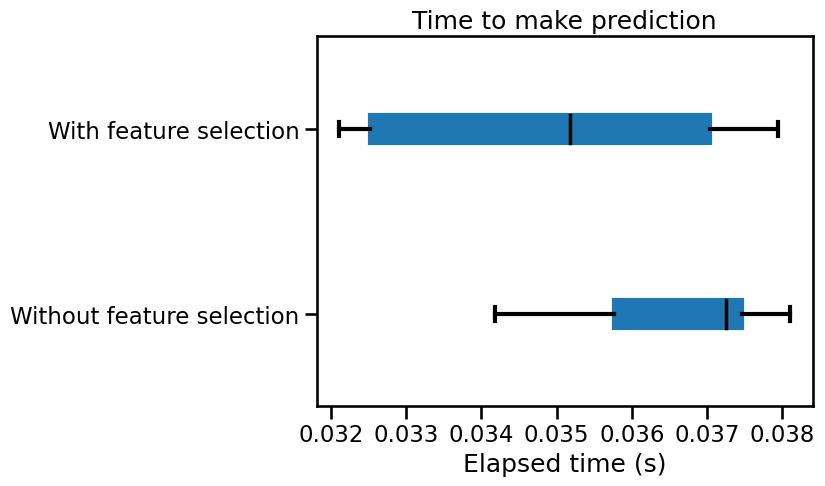 Time to make prediction
With feature selection
Without feature selection
0.032 0.033 0.034 0.035 0.036 0.037 0.038
Elapsed time (s)